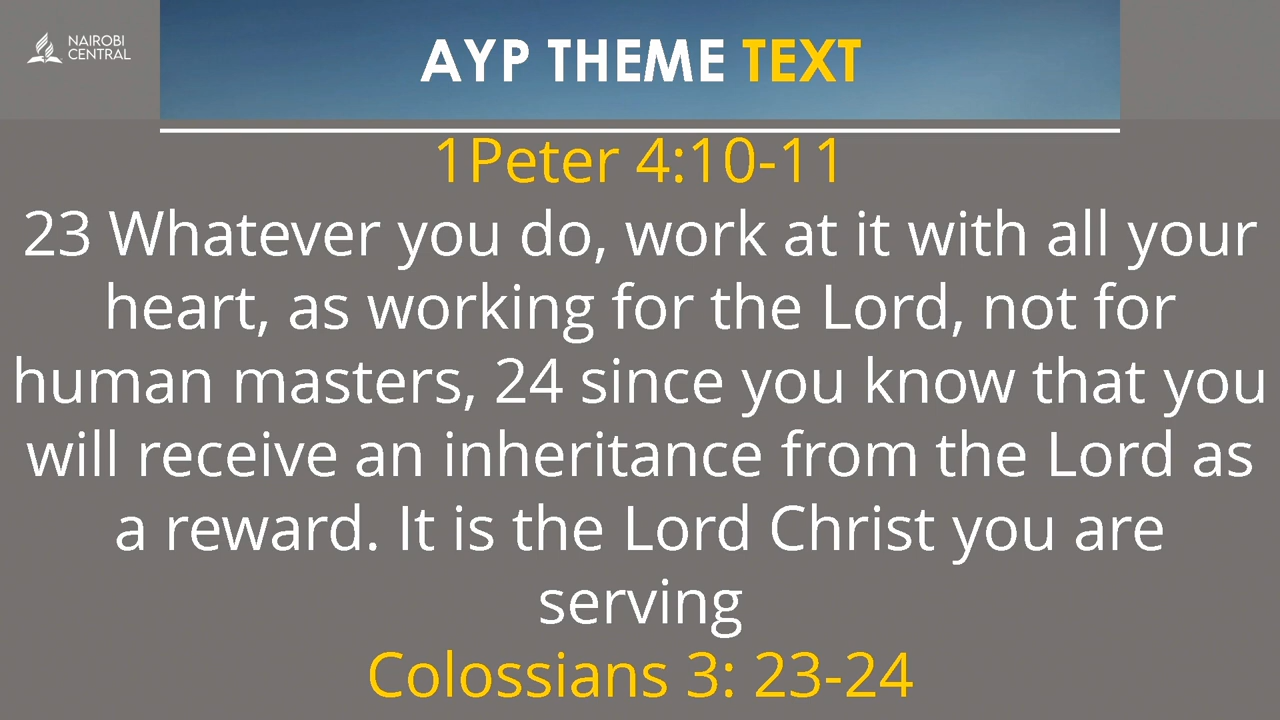 NAIROBI
CENTRAL
AYP THEME TEXT
1Peter 4:10-11
23 Whatever you do, work at it with all your
heart, as working for the Lord, not for
human masters, 24 since you know that you
will receive an inheritance from the Lord as
a reward. It is the Lord Christ you are
serving
Colossians 3: 23-24